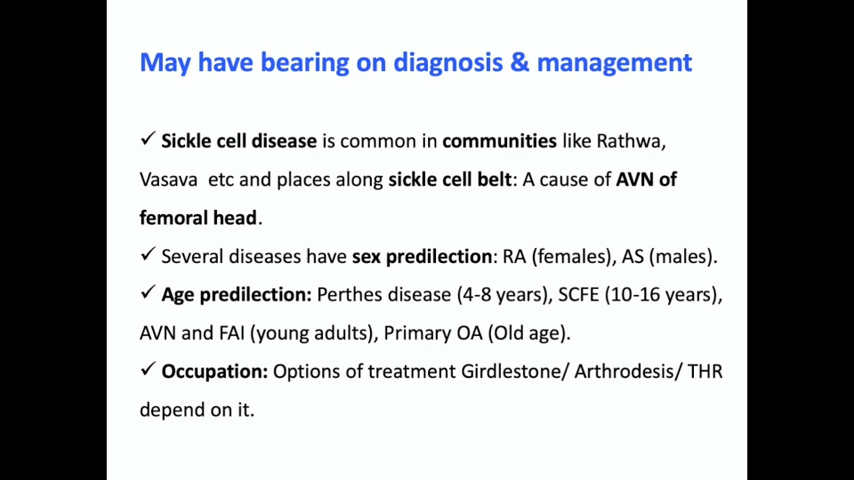 May have bearing on diagnosis & management
✓ Sickle cell disease is common in communities like Rathwa,
Vasava etc and places along sickle cell belt: A cause of AVN of
femoral head.
✓ Several diseases have sex predilection: RA (females), AS (males).
✓ Age predilection: Perthes disease (4-8 years), SCFE (10-16 years),
AVN and FAI (young adults), Primary OA (Old age).
✓ Occupation: Options of treatment Girdlestone/ Arthrodesis/ THR
depend on it.